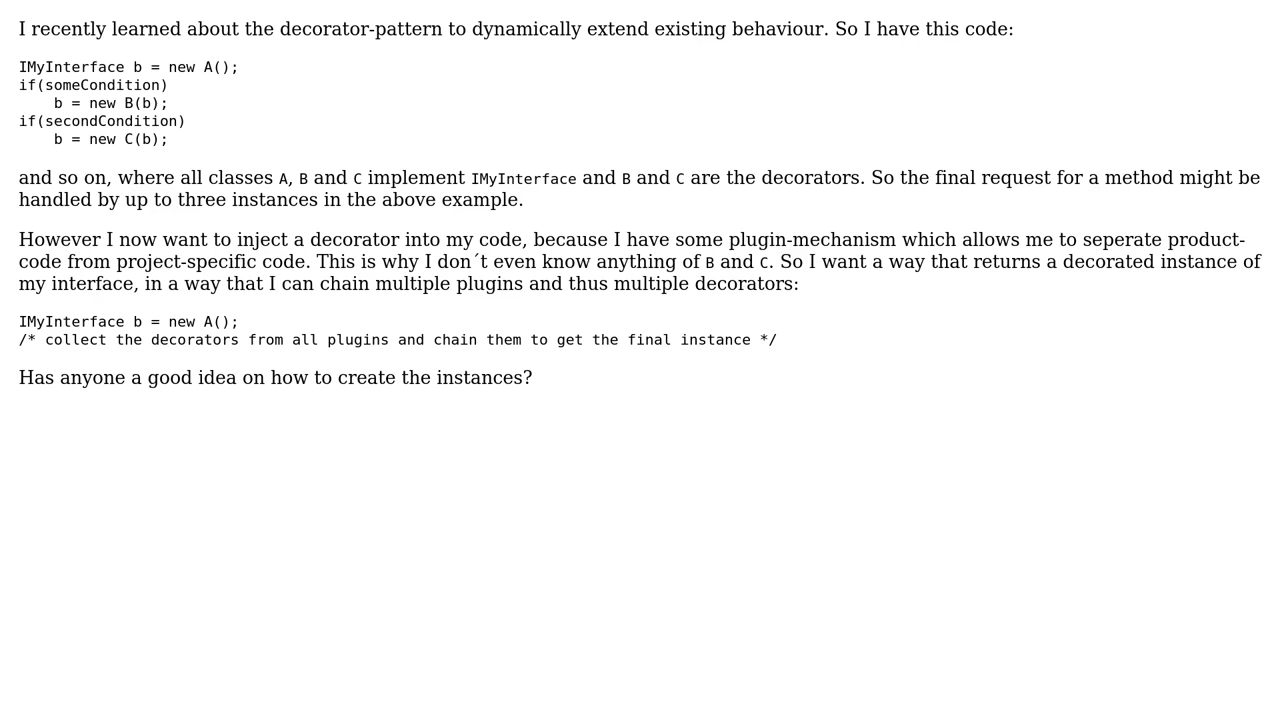 I recently learned about the decorator-pattern to dynamically extend existing behaviour. So I have this code:
IMyInterface b = new A();
if(someCondition)
    b = new B(b);
if(secondCondition)
    b = new C(b);
and so on, where all classes A, B and C implement IMyInterface and B and C are the decorators. So the final request for a method might be
handled by up to three instances in the above example.
However I now want to inject a decorator into my code, because I have some plugin-mechanism which allows me to seperate product-
code from project-specific code. This is why I don´t even know anything of B and C. So I want a way that returns a decorated instance of
my interface, in a way that I can chain multiple plugins and thus multiple decorators:
IMyInterface b = new A();
/* collect the decorators from all plugins and chain them to get the final instance */
Has anyone a good idea on how to create the instances?